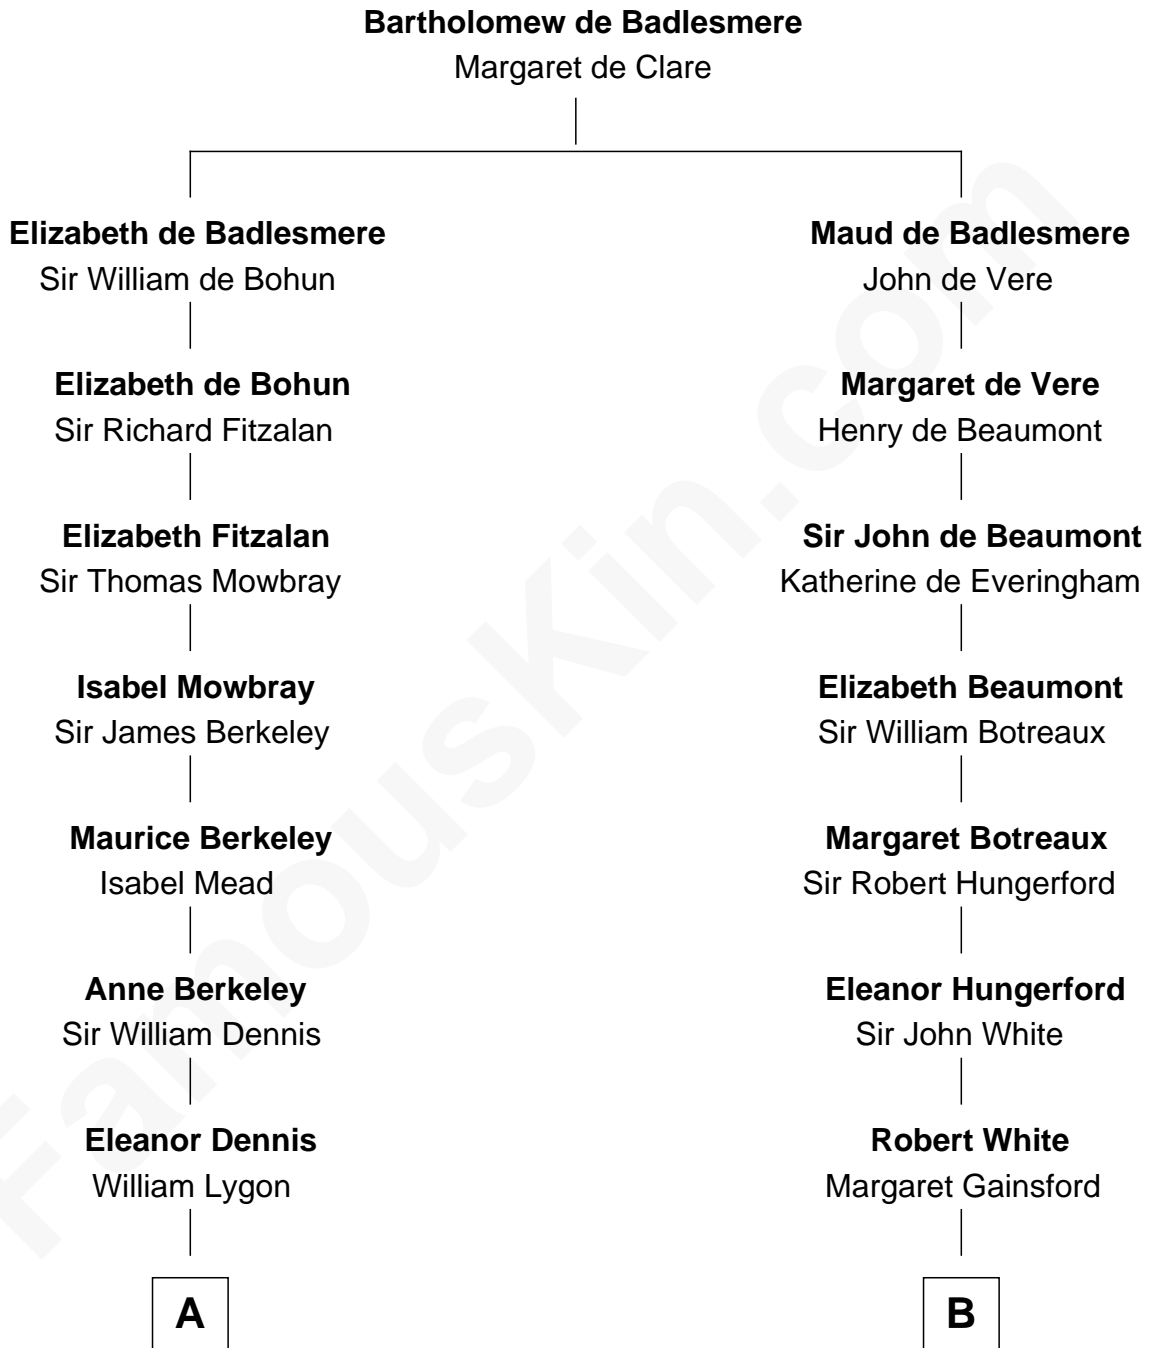 Bartholomew de Badlesmere
Margaret de Clare
Elizabeth de Badlesmere
Sir William de Bohun
Elizabeth de Bohun
Sir Richard Fitzalan
Elizabeth Fitzalan
Sir Thomas Mowbray
Isabel Mowbray
Sir James Berkeley
Maurice Berkeley
Isabel Mead
Anne Berkeley
Sir William Dennis
Eleanor Dennis
William Lygon
A
Maud de Badlesmere
John de Vere
Margaret de Vere
Henry de Beaumont
Sir John de Beaumont
Katherine de Everingham
Elizabeth Beaumont
Sir William Botreaux
Margaret Botreaux
Sir Robert Hungerford
Eleanor Hungerford
Sir John White
Robert White
Margaret Gainsford
B
FamousKin.com